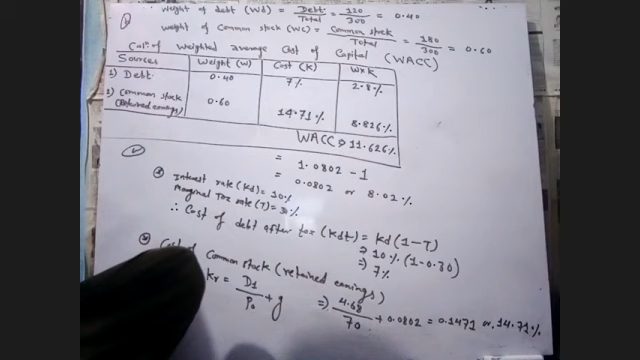 Weight of debt (Wd) = Debt / Total = 120 / 300 = 0.40
Weight of Common stock (WC) = Common stock / Total = 180 / 300 = 0.60
Calⁿ of weighted average Cost of Capital (WACC)
Sources Weight (W) Cost (K) W×K
1) Debt 0.40 7% 2.8%
2) Common stock (Retained earnings) 0.60 14.71% 8.826%
WACC ⇒ 11.626%
= 1.0802 - 1
= 0.0802 or 8.02%
Interest rate (Kd) = 10%
Marginal Tax rate (T) = 30%
∴ Cost of debt after tax (Kdt) = Kd (1-T)
⇒ 10% (1-0.30)
⇒ 7%
Cost of Common stock (retained earnings)
Kr = D1 / P0 + g ⇒ 4.68 / 70 + 0.0802 = 0.1471 or 14.71%